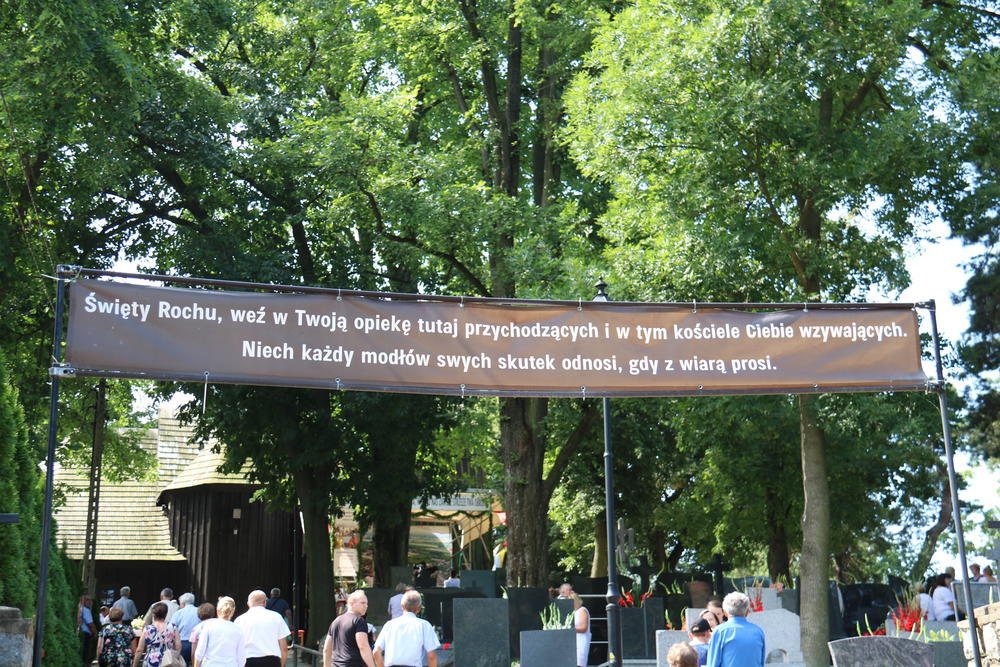 Święty Rochu, weź w Twoją opiekę tutaj przychodzących i w tym kościele Ciebie wzywających.
Niech każdy modłów swych skutek odnosi, gdy z wiarą prosi.